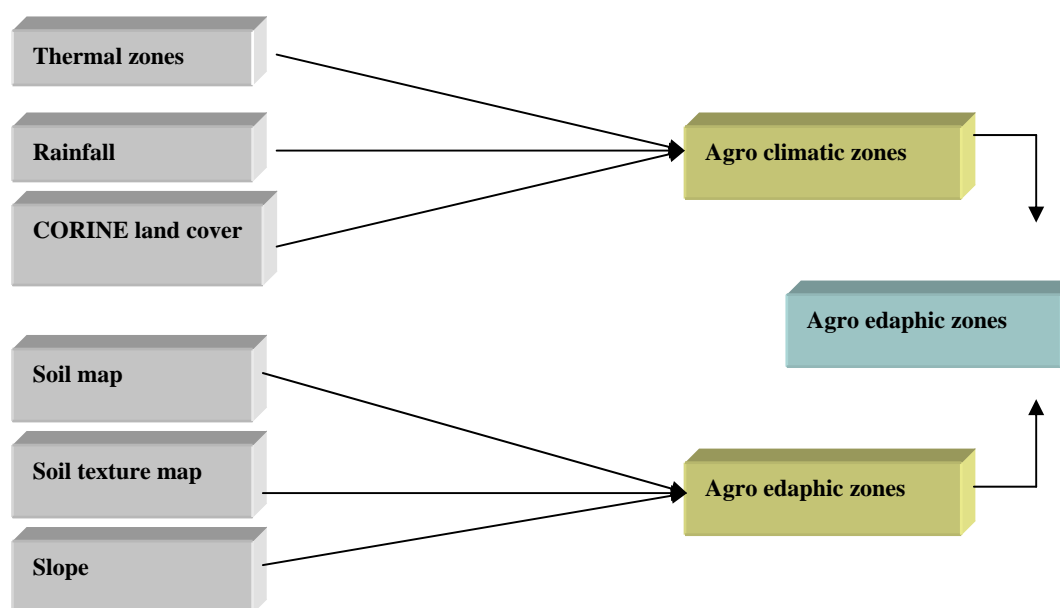 Thermal zones
Rainfall
CORINE land cover
Agro climatic zones
Agro edaphic zones
Soil map
Soil texture map
Slope
Agro edaphic zones